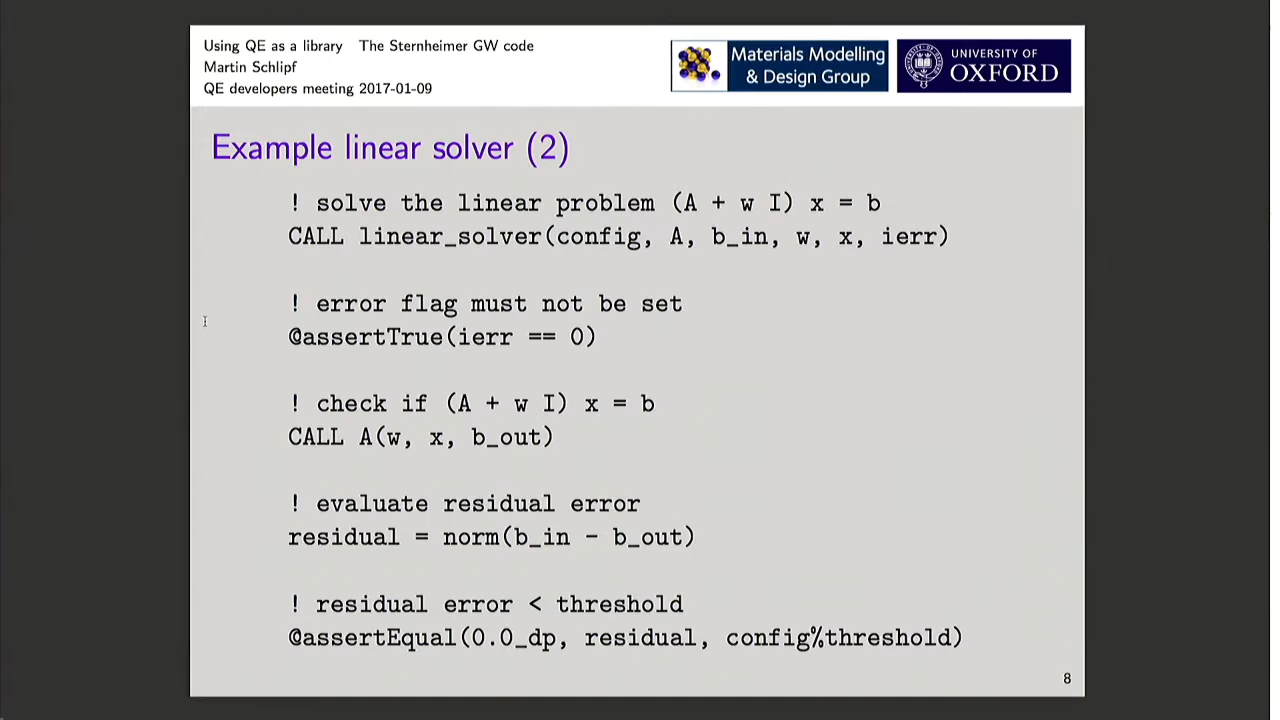 Using QE as a library The Sternheimer GW code
Martin Schlipf
QE developers meeting 2017-01-09
Materials Modelling
& Design Group
UNIVERSITY OF
OXFORD
Example linear solver (2)
! solve the linear problem (A + w I) x = b
CALL linear_solver(config, A, b_in, w, x, ierr)
! error flag must not be set
@assertTrue(ierr == 0)
! check if (A + w I) x = b
CALL A(w, x, b_out)
! evaluate residual error
residual = norm(b_in - b_out)
! residual error < threshold
@assertEqual(0.0_dp, residual, config%threshold)
8